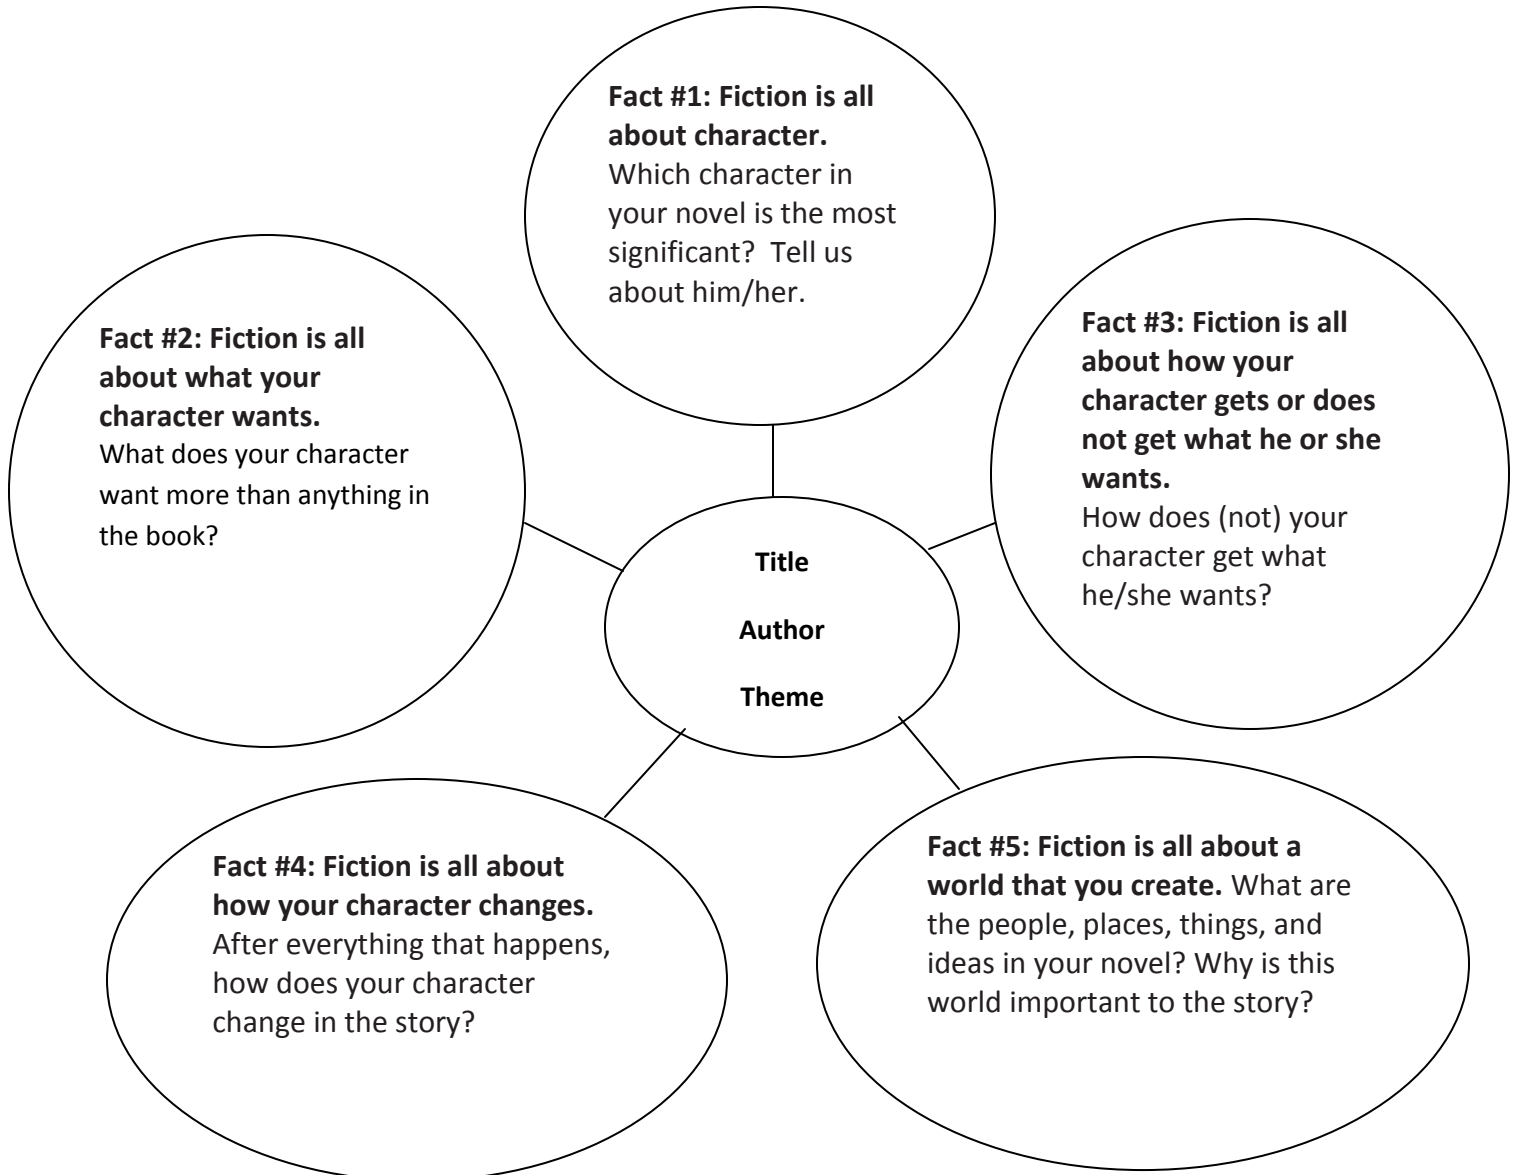 Fact #1: Fiction is all
about character.
Which character in
your novel is the most
significant?  Tell us
about him/her.
Fact #2: Fiction is all
about what your
character wants.
What does your character
want more than anything in
the book?
Fact #3: Fiction is all
about how your
character gets or does
not get what he or she
wants.
How does (not) your
character get what
he/she wants?
Title
Author
Theme
Fact #4: Fiction is all about
how your character changes.
After everything that happens,
how does your character
change in the story?
Fact #5: Fiction is all about a
world that you create. What are
the people, places, things, and
ideas in your novel? Why is this
world important to the story?